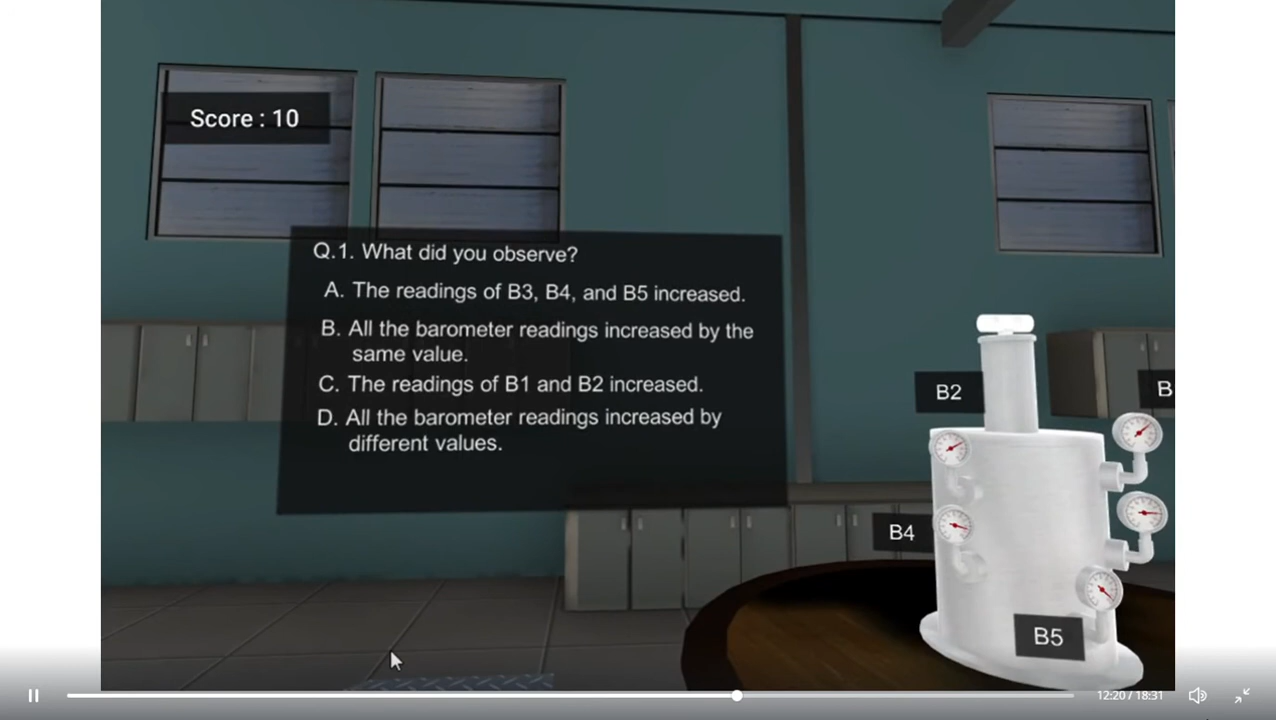 Score : 10
Q.1. What did you observe?
A. The readings of B3, B4, and B5 increased.
B. All the barometer readings increased by the
same value.
C. The readings of B1 and B2 increased.
D. All the barometer readings increased by
different values.
B2
B
B4
B5
12:20 / 18:31